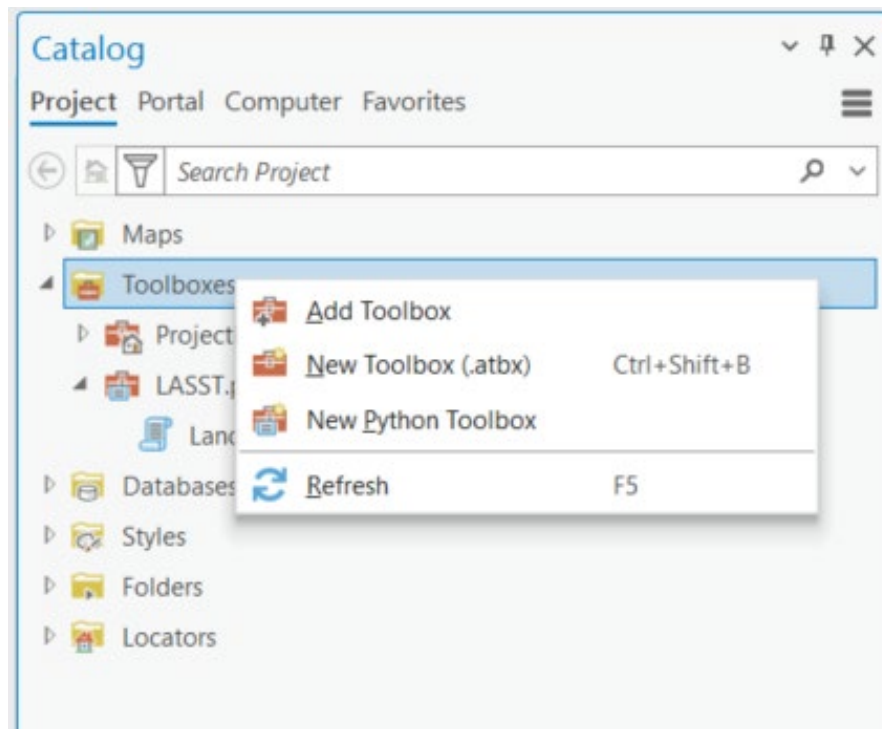 Catalog
Project Portal Computer Favorites
Search Project
Maps
Toolboxes
Add Toolbox
Project
New Toolbox (.atbx) Ctrl+Shift+B
LASST.p
New Python Toolbox
Lanc
Databases
Refresh F5
Styles
Folders
Locators